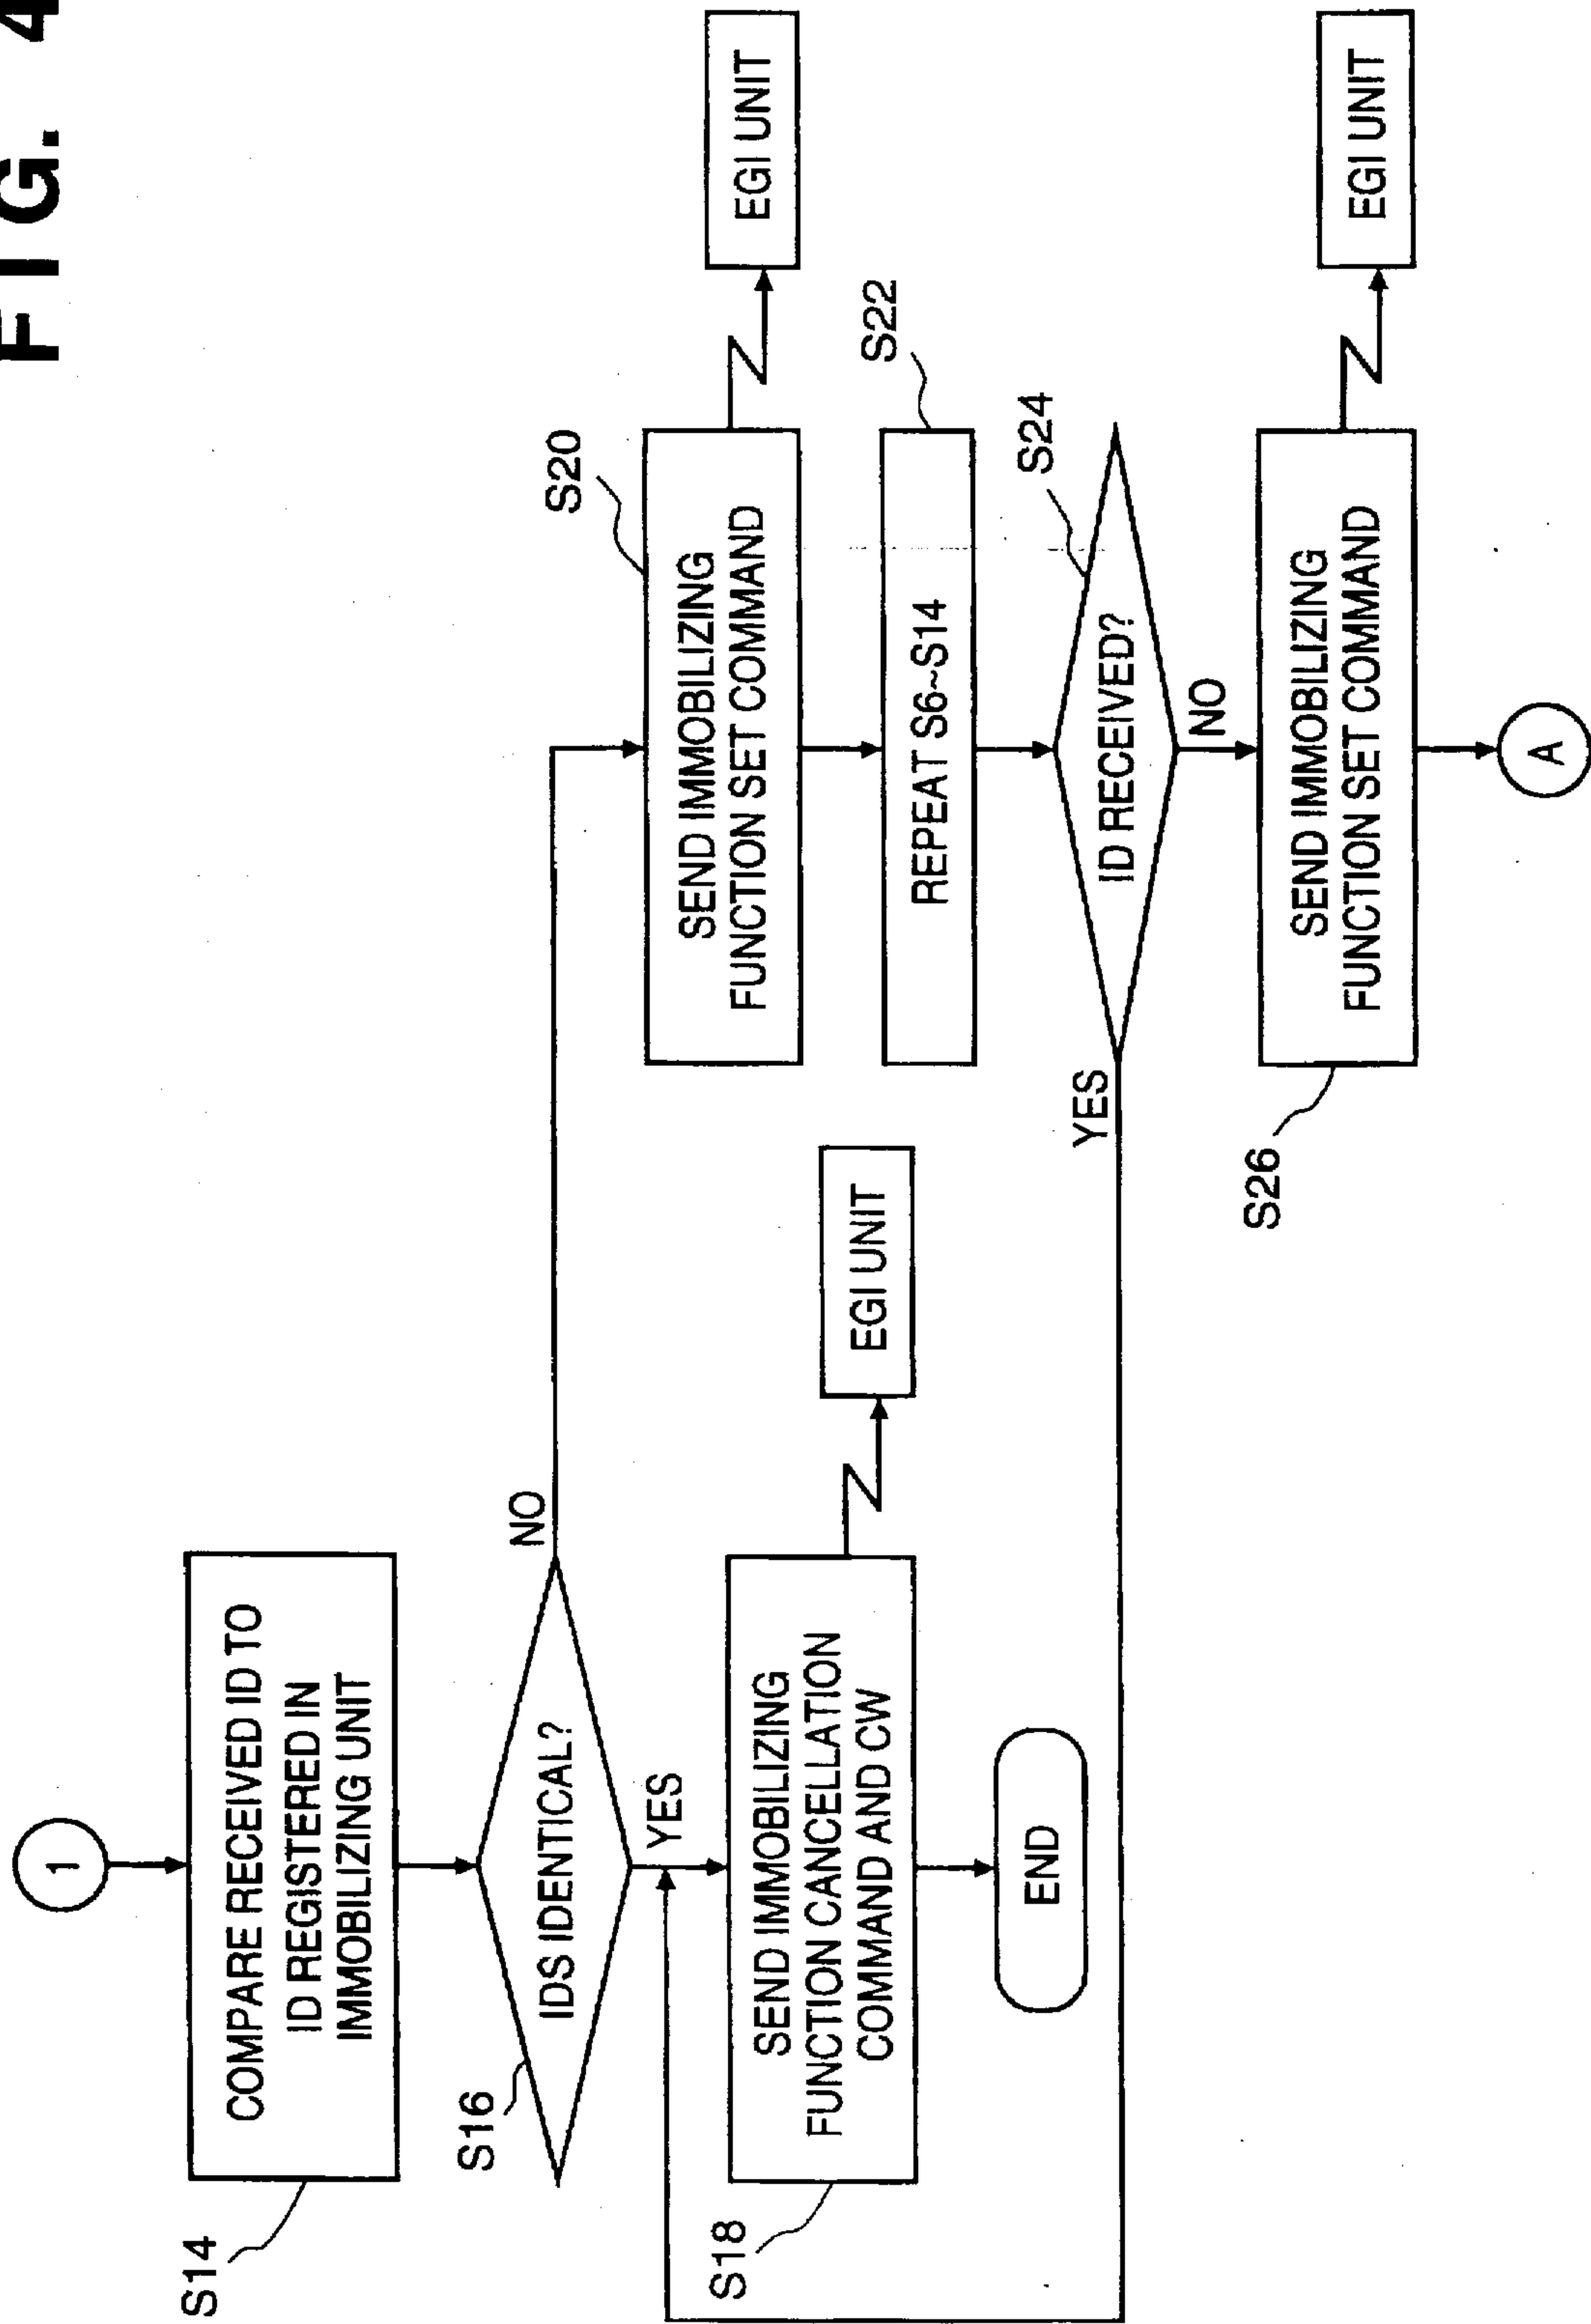 FIG. 4
1
S14
COMPARE RECEIVED ID TO
ID REGISTERED IN
IMMOBILIZING UNIT
S16
IDS IDENTICAL?
NO
YES
S18
SEND IMMOBILIZING
FUNCTION CANCELLATION
COMMAND AND CW
EGI UNIT
END
S20
SEND IMMOBILIZING
FUNCTION SET COMMAND
EGI UNIT
S22
REPEAT S6~S14
S24
ID RECEIVED?
YES
NO
S26
SEND IMMOBILIZING
FUNCTION SET COMMAND
EGI UNIT
A